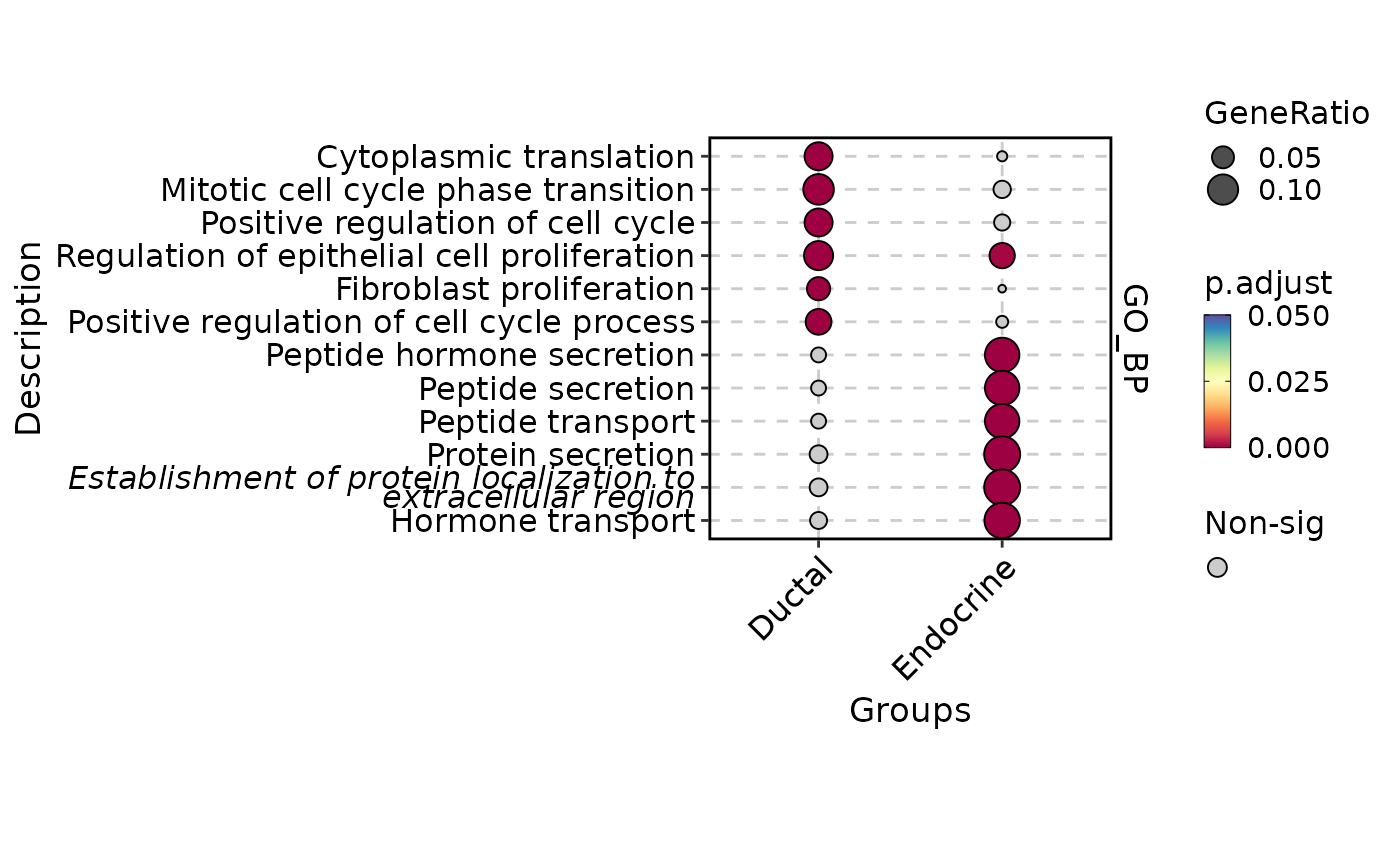 Description
Cytoplasmic translation
Mitotic cell cycle phase transition
Positive regulation of cell cycle
Regulation of epithelial cell proliferation
Fibroblast proliferation
Positive regulation of cell cycle process
Peptide hormone secretion
Peptide secretion
Peptide transport
Protein secretion
Establishment of protein localization to
extracellular region
Hormone transport
Ductal
Endocrine
Groups
GO_BP
GeneRatio
0.05
0.10
p.adjust
0.050
0.025
0.000
Non-sig